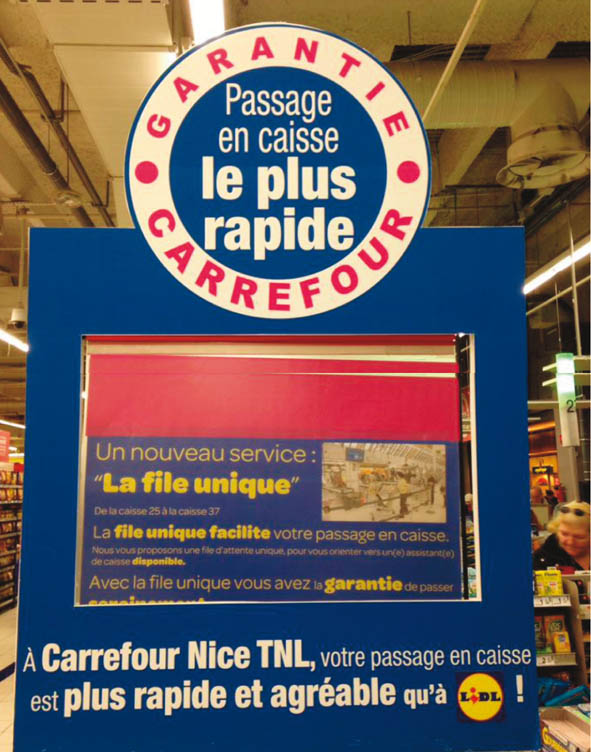 GARANTIE
Passage
en caisse
le plus
rapide
CARREFOUR
Un nouveau service :
"La file unique"
De la caisse 25 à la caisse 37
La file unique facilite votre passage en caisse.
Nous vous proposons une file d'attente unique, pour vous orienter vers un(e) assistant(e)
de caisse disponible.
Avec la file unique vous avez la garantie de passer
sereinement
À Carrefour Nice TNL, votre passage en caisse
est plus rapide et agréable qu'à LIDL !